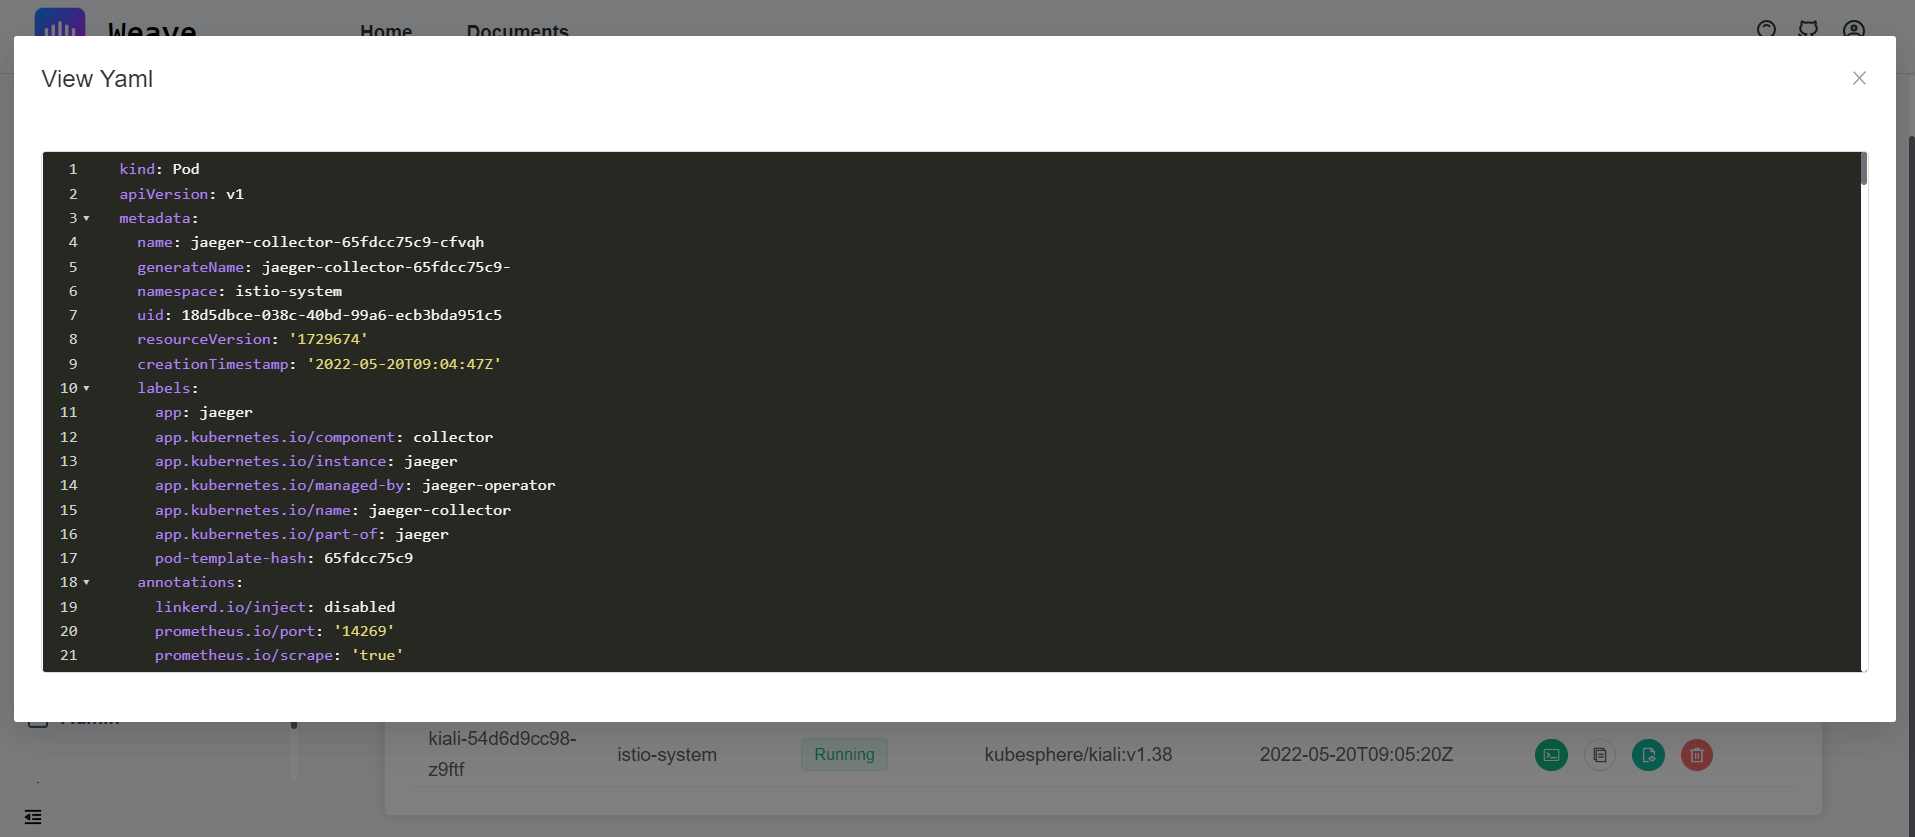 Weave
Home
Documents
View Yaml
1 kind: Pod
2 apiVersion: v1
3 metadata:
4 name: jaeger-collector-65fdcc75c9-cfvqh
5 generateName: jaeger-collector-65fdcc75c9-
6 namespace: istio-system
7 uid: 18d5dbce-038c-40bd-99a6-ecb3bda951c5
8 resourceVersion: '1729674'
9 creationTimestamp: '2022-05-20T09:04:47Z'
10 labels:
11 app: jaeger
12 app.kubernetes.io/component: collector
13 app.kubernetes.io/instance: jaeger
14 app.kubernetes.io/managed-by: jaeger-operator
15 app.kubernetes.io/name: jaeger-collector
16 app.kubernetes.io/part-of: jaeger
17 pod-template-hash: 65fdcc75c9
18 annotations:
19 linkerd.io/inject: disabled
20 prometheus.io/port: '14269'
21 prometheus.io/scrape: 'true'
kiali-54d6d9cc98-
z9ftf
istio-system
Running
kubesphere/kiali:v1.38
2022-05-20T09:05:20Z